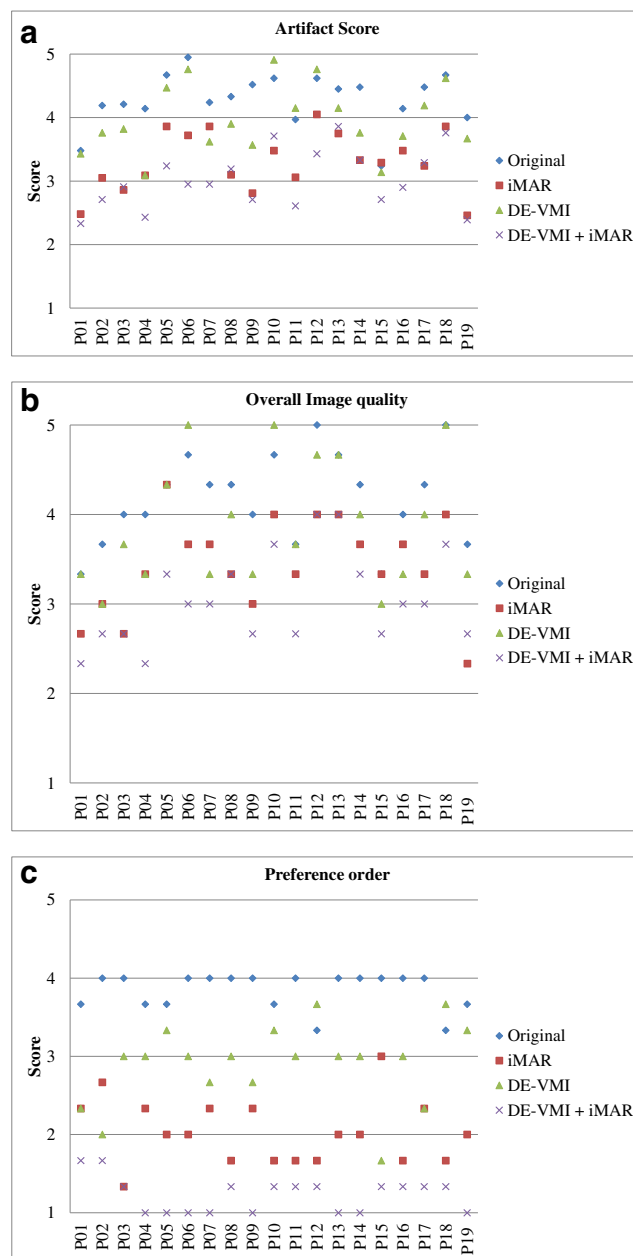 a
Artifact Score
5
4
3
2
1
Score
P01 P02 P03 P04 P05 P06 P07 P08 P09 P10 P11 P12 P13 P14 P15 P16 P17 P18 P19
Original
iMAR
DE-VMI
DE-VMI + iMAR
b
Overall Image quality
5
4
3
2
1
Score
P01 P02 P03 P04 P05 P06 P07 P08 P09 P10 P11 P12 P13 P14 P15 P16 P17 P18 P19
Original
iMAR
DE-VMI
DE-VMI + iMAR
c
Preference order
5
4
3
2
1
Score
P01 P02 P03 P04 P05 P06 P07 P08 P09 P10 P11 P12 P13 P14 P15 P16 P17 P18 P19
Original
iMAR
DE-VMI
DE-VMI + iMAR